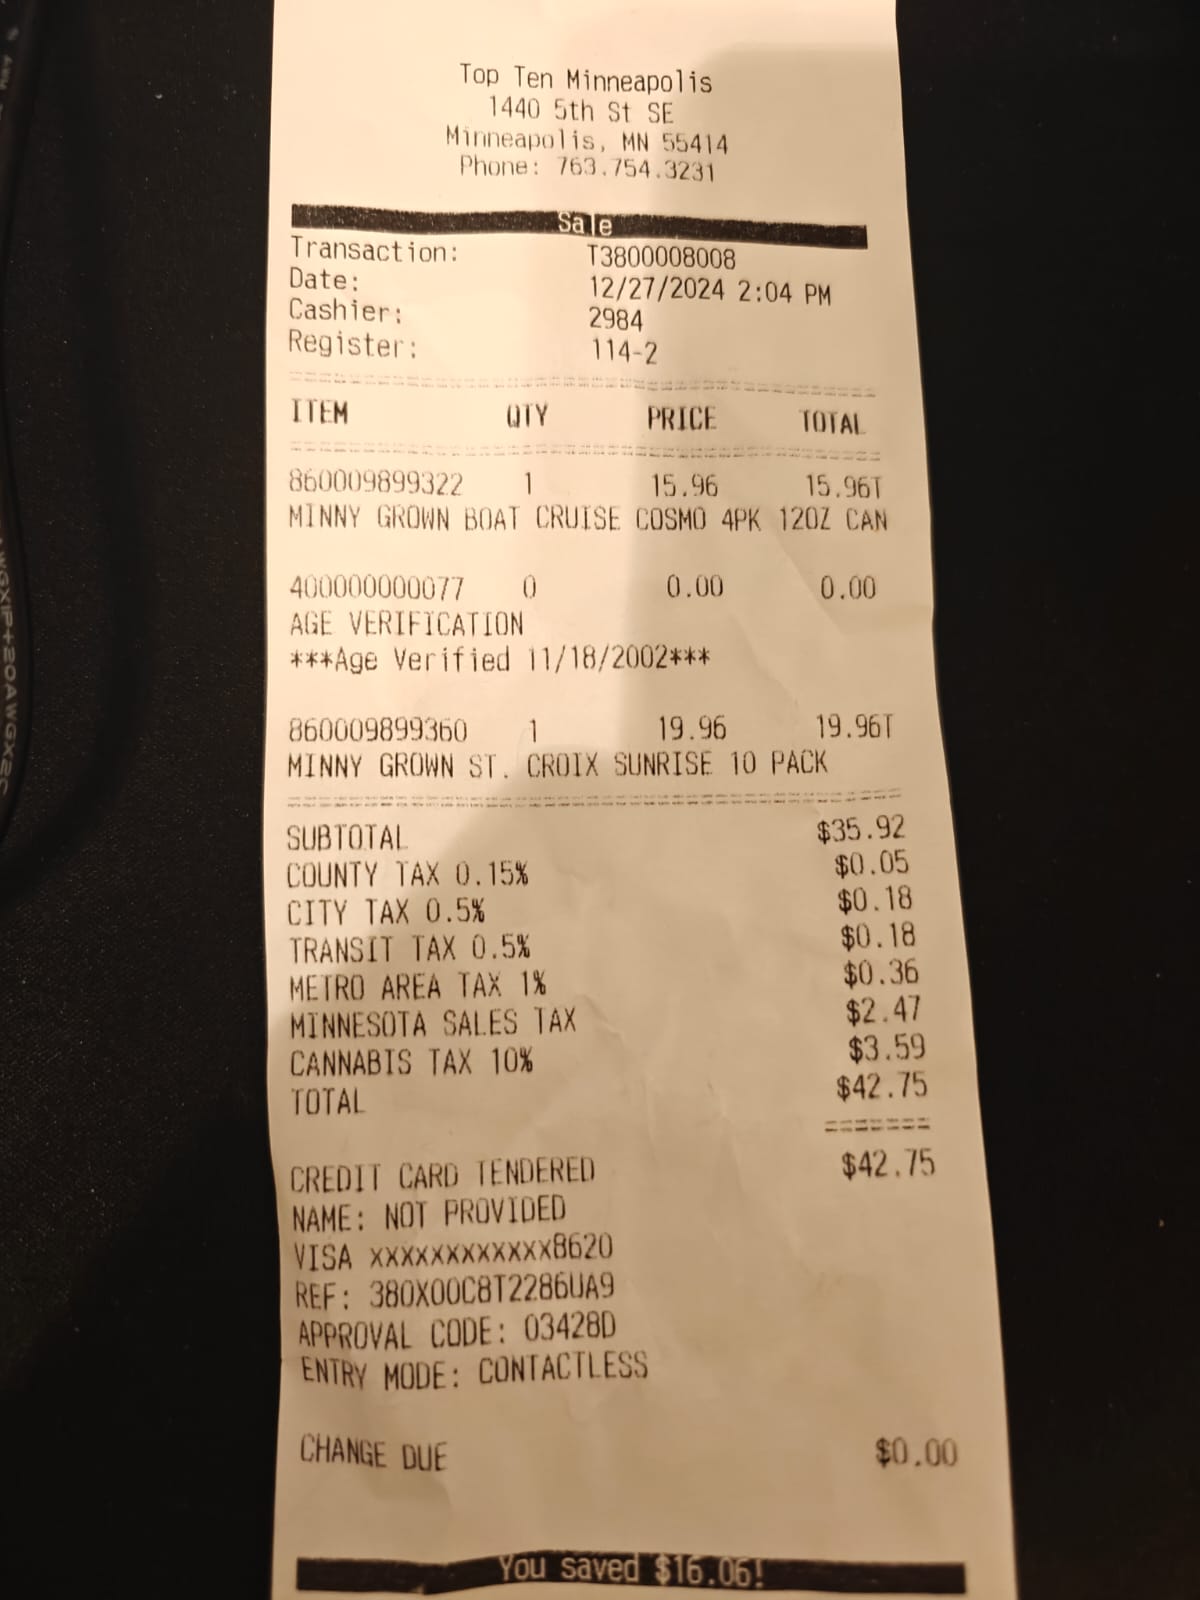 Top Ten Minneapolis
1440 5th St SE
Minneapolis, MN 55414
Phone: 763.754.3231
Sale
Transaction: T3800008008
Date: 12/27/2024 2:04 PM
Cashier: 2984
Register: 114-2
ITEM QTY PRICE TOTAL
860009899322 1 15.96 15.96T
MINNY GROWN BOAT CRUISE COSMO 4PK 12OZ CAN
400000000077 0 0.00 0.00
AGE VERIFICATION
***Age Verified 11/18/2002***
860009899360 1 19.96 19.96T
MINNY GROWN ST. CROIX SUNRISE 10 PACK
SUBTOTAL $35.92
COUNTY TAX 0.15% $0.05
CITY TAX 0.5% $0.18
TRANSIT TAX 0.5% $0.18
METRO AREA TAX 1% $0.36
MINNESOTA SALES TAX $2.47
CANNABIS TAX 10% $3.59
TOTAL $42.75
=======
CREDIT CARD TENDERED $42.75
NAME: NOT PROVIDED
VISA xxxxxxxxxxxx8620
REF: 380X00C8T2286UA9
APPROVAL CODE: 03428D
ENTRY MODE: CONTACTLESS
CHANGE DUE $0.00
You saved $16.06!